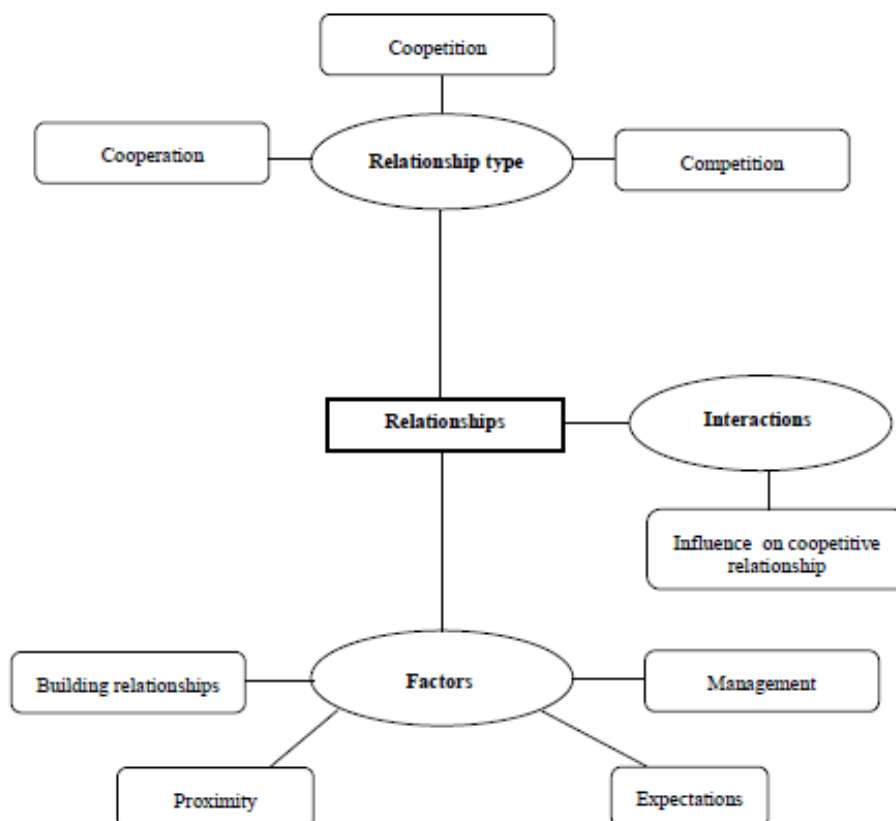 Coopetition
Cooperation
Relationship type
Competition
Relationships
Interactions
Influence on coopetitive
relationship
Building relationships
Factors
Management
Proximity
Expectations